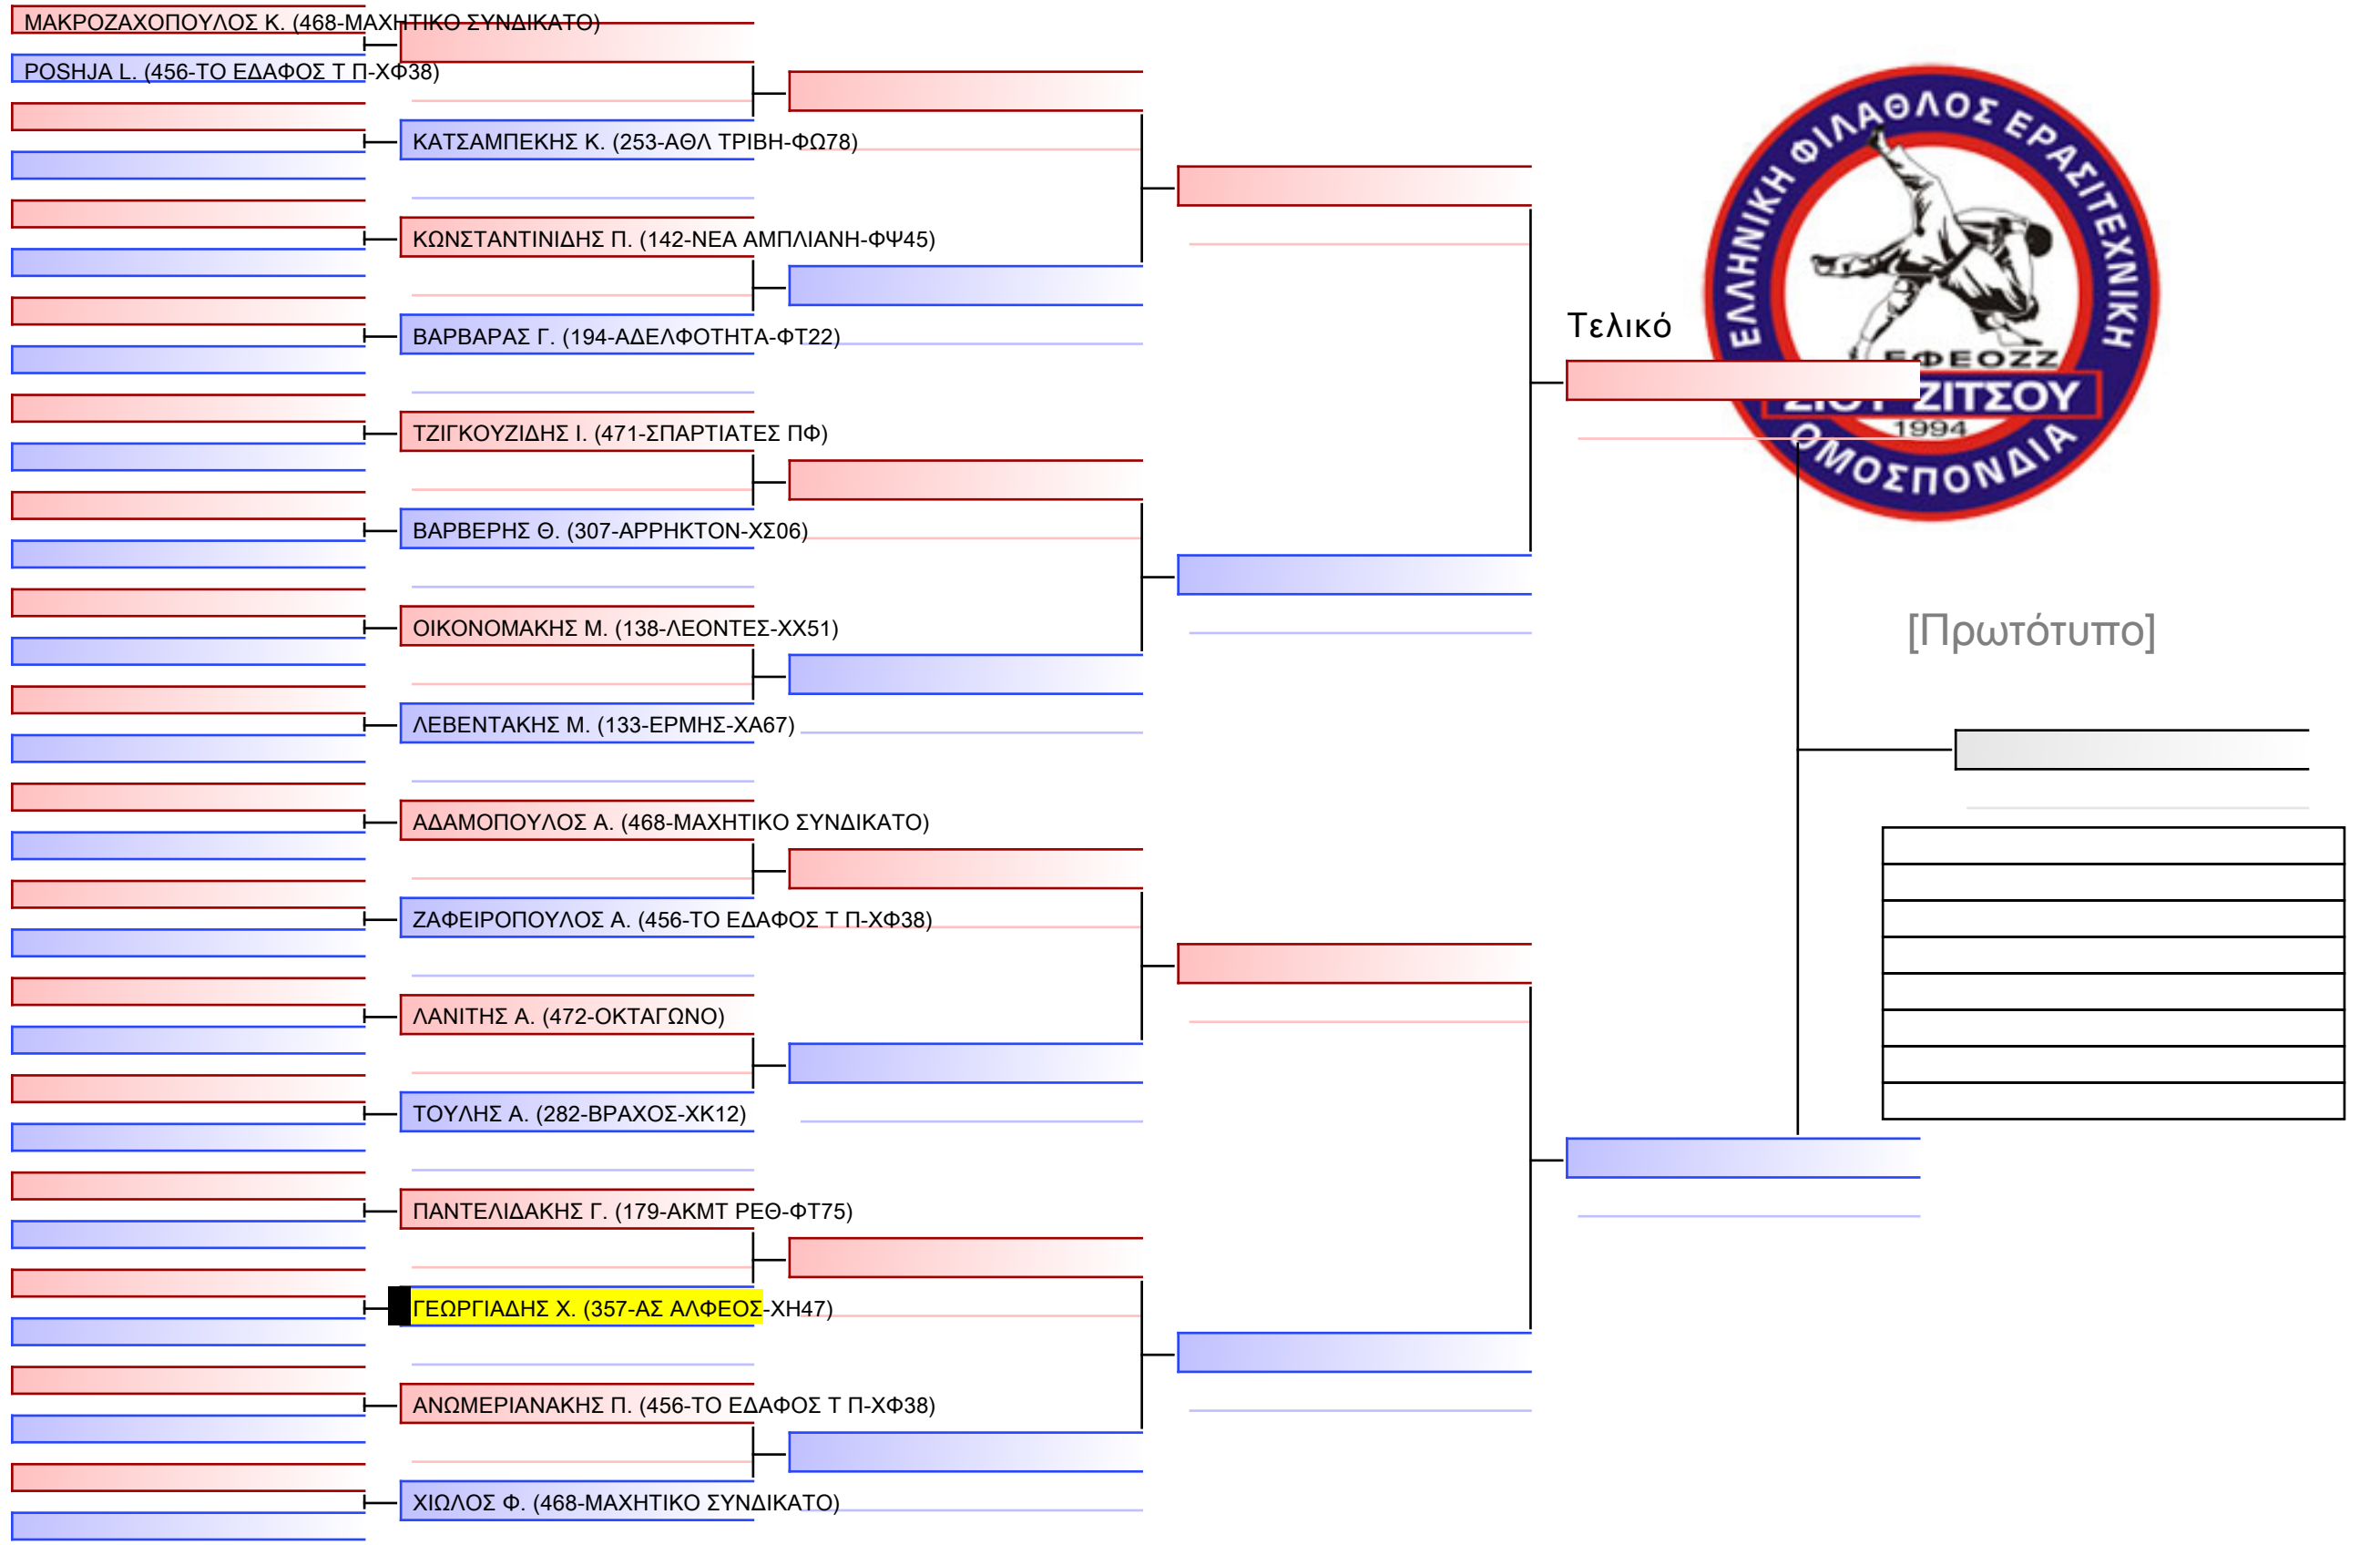 ΜΑΚΡΟΖΑΧΟΠΟΥΛΟΣ Κ. (468-ΜΑΧΗΤΙΚΟ ΣΥΝΔΙΚΑΤΟ)
POSHJA L. (456-ΤΟ ΕΔΑΦΟΣ Τ Π-ΧΦ38)
ΚΑΤΣΑΜΠΕΚΗΣ Κ. (253-ΑΘΛ ΤΡΙΒΗ-ΦΩ78)
ΚΩΝΣΤΑΝΤΙΝΙΔΗΣ Π. (142-ΝΕΑ ΑΜΠΛΙΑΝΗ-ΦΨ45)
ΒΑΡΒΑΡΑΣ Γ. (194-ΑΔΕΛΦΟΤΗΤΑ-ΦΤ22)
ΤΖΙΓΚΟΥΖΙΔΗΣ Ι. (471-ΣΠΑΡΤΙΑΤΕΣ ΠΦ)
ΒΑΡΒΕΡΗΣ Θ. (307-ΑΡΡΗΚΤΟΝ-ΧΣ06)
ΟΙΚΟΝΟΜΑΚΗΣ Μ. (138-ΛΕΟΝΤΕΣ-ΧΧ51)
ΛΕΒΕΝΤΑΚΗΣ Μ. (133-ΕΡΜΗΣ-ΧΑ67)
ΑΔΑΜΟΠΟΥΛΟΣ Α. (468-ΜΑΧΗΤΙΚΟ ΣΥΝΔΙΚΑΤΟ)
ΖΑΦΕΙΡΟΠΟΥΛΟΣ Α. (456-ΤΟ ΕΔΑΦΟΣ Τ Π-ΧΦ38)
ΛΑΝΙΤΗΣ Α. (472-ΟΚΤΑΓΩΝΟ)
ΤΟΥΛΗΣ Α. (282-ΒΡΑΧΟΣ-ΧΚ12)
ΠΑΝΤΕΛΙΔΑΚΗΣ Γ. (179-ΑΚΜΤ ΡΕΘ-ΦΤ75)
ΓΕΩΡΓΙΑΔΗΣ Χ. (357-ΑΣ ΑΛΦΕΟΣ-ΧΗ47)
ΑΝΩΜΕΡΙΑΝΑΚΗΣ Π. (456-ΤΟ ΕΔΑΦΟΣ Τ Π-ΧΦ38)
ΧΙΩΛΟΣ Φ. (468-ΜΑΧΗΤΙΚΟ ΣΥΝΔΙΚΑΤΟ)
Τελικό
ΕΛΛΗΝΙΚΗ ΦΙΛΑΘΛΟΣ ΕΡΑΣΙΤΕΧΝΙΚΗ
ΕΦΕΟΖΖ
ΖΙΟΥ ΖΙΤΣΟΥ
1994
ΟΜΟΣΠΟΝΔΙΑ
[Πρωτότυπο]